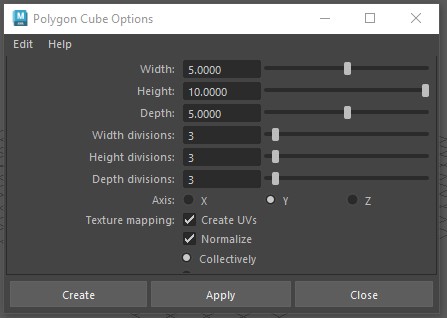 Polygon Cube Options
Edit Help
Width: 5.0000
Height: 10.0000
Depth: 5.0000
Width divisions: 3
Height divisions: 3
Depth divisions: 3
Axis: X Y Z
Texture mapping: Create UVs
Normalize
Collectively
Create Apply Close